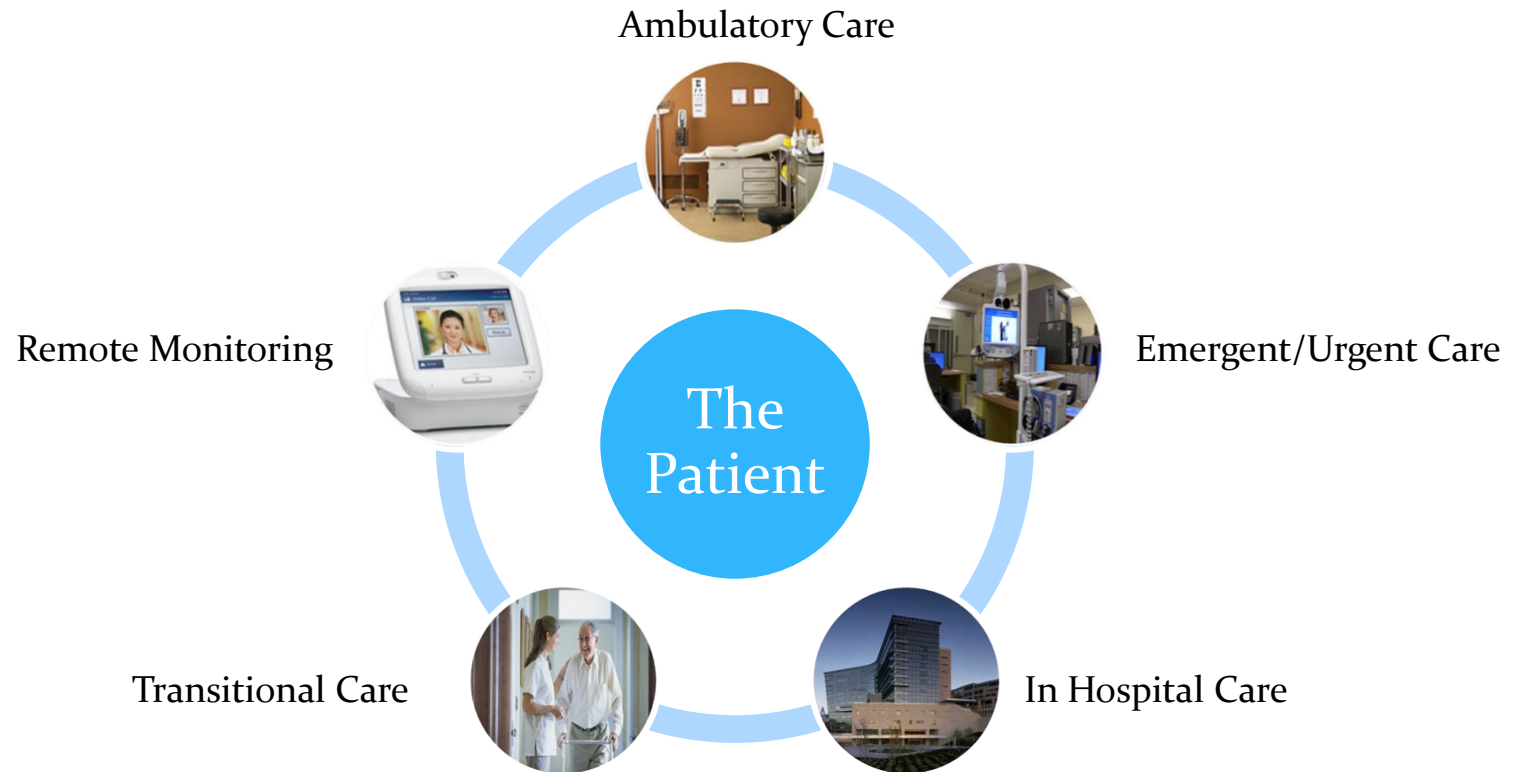 Ambulatory Care
Remote Monitoring
Emergent/Urgent Care
The
Patient
Transitional Care
In Hospital Care